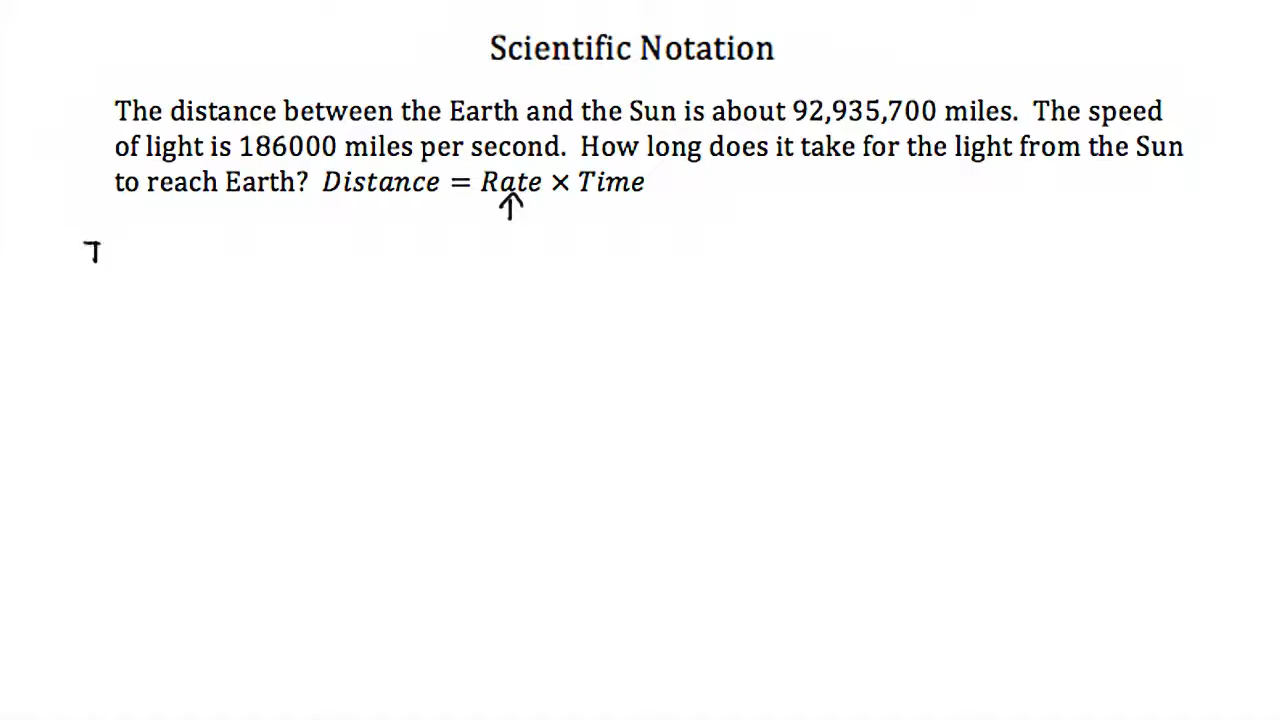 Scientific Notation
The distance between the Earth and the Sun is about 92,935,700 miles.  The speed
of light is 186000 miles per second.  How long does it take for the light from the Sun
to reach Earth?  Distance = Rate × Time
↑
T